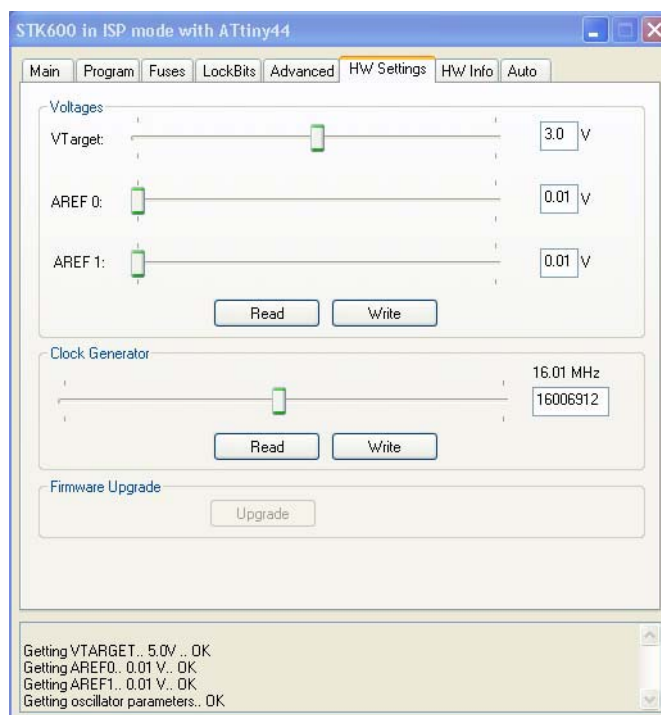 STK600 in ISP mode with ATtiny44
Main Program Fuses LockBits Advanced HW Settings HW Info Auto
Voltages
VTarget: 3.0 V
AREF 0: 0.01 V
AREF 1: 0.01 V
Read Write
Clock Generator
16.01 MHz
16006912
Read Write
Firmware Upgrade
Upgrade
Getting VTARGET.. 5.0V .. OK
Getting AREF0.. 0.01 V.. OK
Getting AREF1.. 0.01 V.. OK
Getting oscillator parameters.. OK